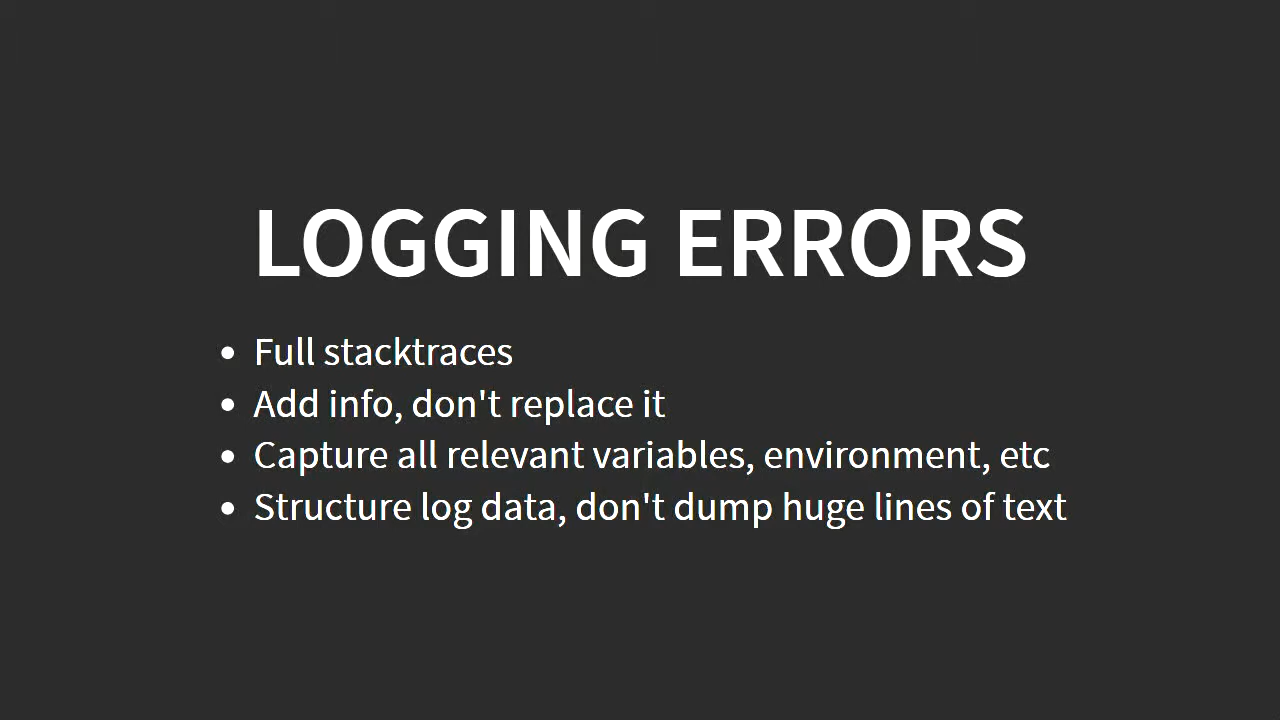 LOGGING ERRORS
• Full stacktraces
• Add info, don't replace it
• Capture all relevant variables, environment, etc
• Structure log data, don't dump huge lines of text